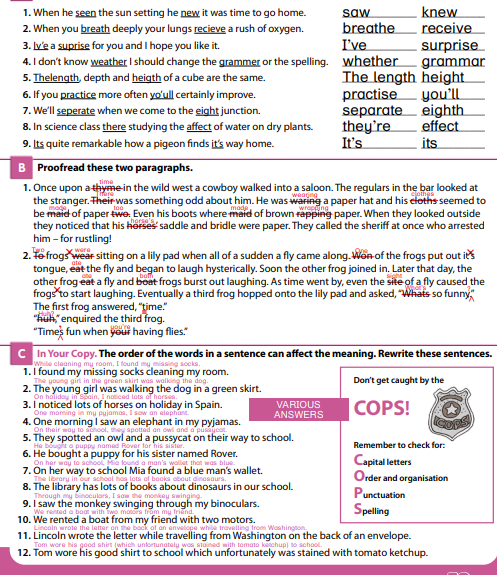 1. When he seen the sun setting he new it was time to go home. saw knew
2. When you breath deeply your lungs recieve a rush of oxygen. breathe receive
3. Iv'e a suprise for you and I hope you like it. I've surprise
4. I don't know weather I should change the grammer or the spelling. whether grammar
5. Thelength, depth and heigth of a cube are the same. The length height
6. If you practice more often yo'ull certainly improve. practise you'll
7. We'll seperate when we come to the eight junction. separate eighth
8. In science class there studying the affect of water on dry plants. they're effect
9. Its quite remarkable how a pigeon finds it's way home. It's its
B Proofread these two paragraphs.
time
1. Once upon a thyme in the wild west a cowboy walked into a saloon. The regulars in the bar looked at
There wearing clothes
the stranger. Their was something odd about him. He was waring a paper hat and his cloths seemed to
made too made wrapping
be maid of paper two. Even his boots where maid of brown rapping paper. When they looked outside
horse's
they noticed that his horses' saddle and bridle were paper. They called the sheriff at once who arrested
him – for rustling!
Two were One
2. To frogs wear sitting on a lily pad when all of a sudden a fly came along. Won of the frogs put out it's
ate
tongue, eat the fly and began to laugh hysterically. Soon the other frog joined in. Later that day, the
ate both sight
other frog eat a fly and boat frogs burst out laughing. As time went by, even the site of a fly caused the
What's
frogs' to start laughing. Eventually a third frog hopped onto the lily pad and asked, "Whats so funny"
The first frog answered, "time."
"Huh?"
"huh," enquired the third frog.
you're
"Times fun when your having flies."
C In Your Copy. The order of the words in a sentence can affect the meaning. Rewrite these sentences.
While cleaning my room, I found my missing socks.
1. I found my missing socks cleaning my room.
The young girl in the green skirt was walking the dog.
2. The young girl was walking the dog in a green skirt.
On holiday in Spain, I noticed lots of horses.
3. I noticed lots of horses on holiday in Spain.
One morning in my pyjamas, I saw an elephant.
4. One morning I saw an elephant in my pyjamas.
On their way to school, they spotted an owl and a pussycat.
5. They spotted an owl and a pussycat on their way to school.
He bought a puppy named Rover for his sister.
6. He bought a puppy for his sister named Rover.
On her way to school, Mia found a man's wallet that was blue.
7. On her way to school Mia found a blue man's wallet.
The library in our school has lots of books about dinosaurs.
8. The library has lots of books about dinosaurs in our school.
Through my binoculars, I saw the monkey swinging.
9. I saw the monkey swinging through my binoculars.
We rented a boat with two motors from my friend.
10. We rented a boat from my friend with two motors.
Lincoln wrote the letter on the back of an envelope while travelling from Washington.
11. Lincoln wrote the letter while travelling from Washington on the back of an envelope.
Tom wore his good shirt (which unfortunately was stained with tomato ketchup) to school.
12. Tom wore his good shirt to school which unfortunately was stained with tomato ketchup.
VARIOUS
ANSWERS
Don't get caught by the
COPS!
COPS
Remember to check for:
Capital letters
Order and organisation
Punctuation
Spelling